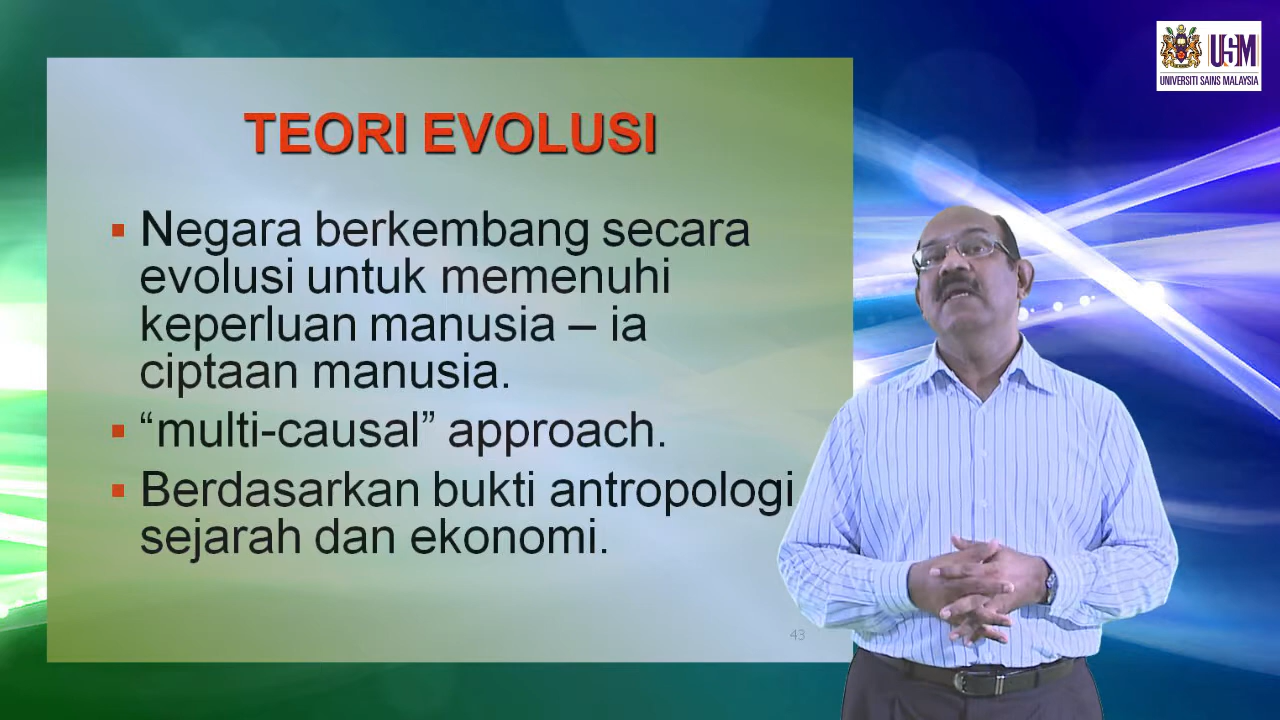 USM
UNIVERSITI SAINS MALAYSIA
TEORI EVOLUSI
▪ Negara berkembang secara
evolusi untuk memenuhi
keperluan manusia – ia
ciptaan manusia.
▪ “multi-causal” approach.
▪ Berdasarkan bukti antropologi
sejarah dan ekonomi.
43